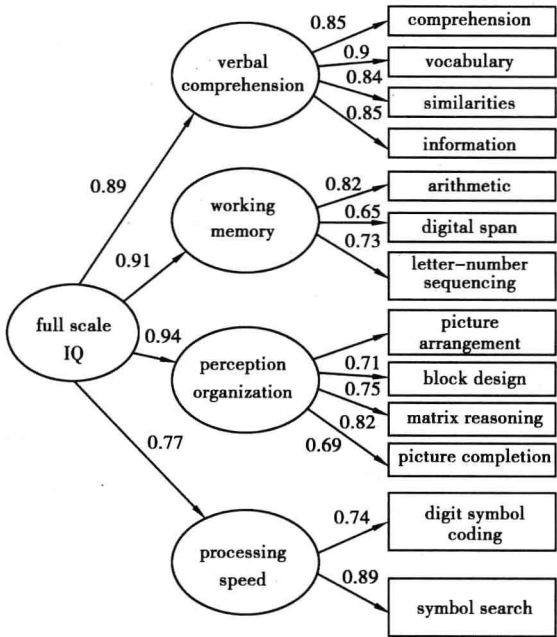 0.85
comprehension
verbal
comprehension
0.9
vocabulary
0.84
similarities
0.85
information
0.89
working
memory
0.82
arithmetic
0.65
digital span
0.73
letter-number
sequencing
0.91
full scale
IQ
0.94
perception
organization
picture
arrangement
0.71
block design
0.75
matrix reasoning
0.82
0.69
picture completion
0.77
processing
speed
0.74
digit symbol
coding
0.89
symbol search